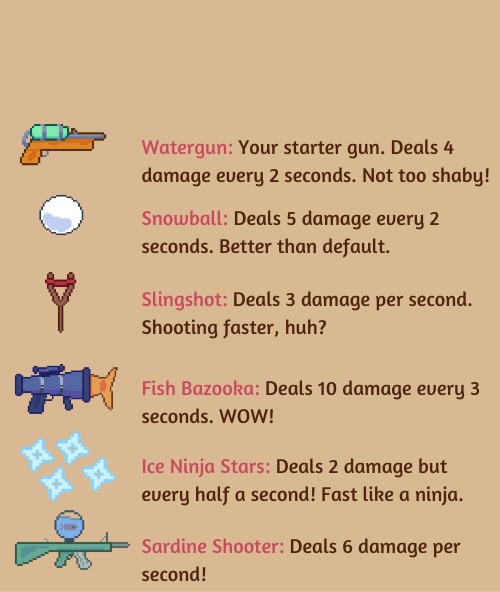 Watergun: Your starter gun. Deals 4
damage every 2 seconds. Not too shaby!
Snowball: Deals 5 damage every 2
seconds. Better than default.
Slingshot: Deals 3 damage per second.
Shooting faster, huh?
Fish Bazooka: Deals 10 damage every 3
seconds. WOW!
Ice Ninja Stars: Deals 2 damage but
every half a second! Fast like a ninja.
Sardine Shooter: Deals 6 damage per
second!